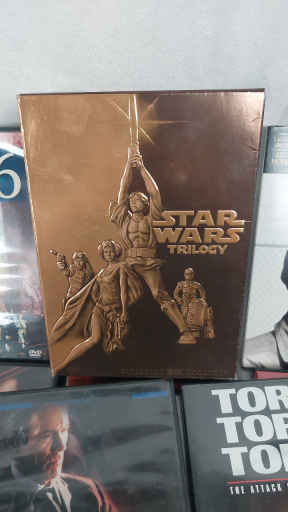 STAR
WARS
TRILOGY
6
DVD
TOR
TOR
TOR
THE ATTACK